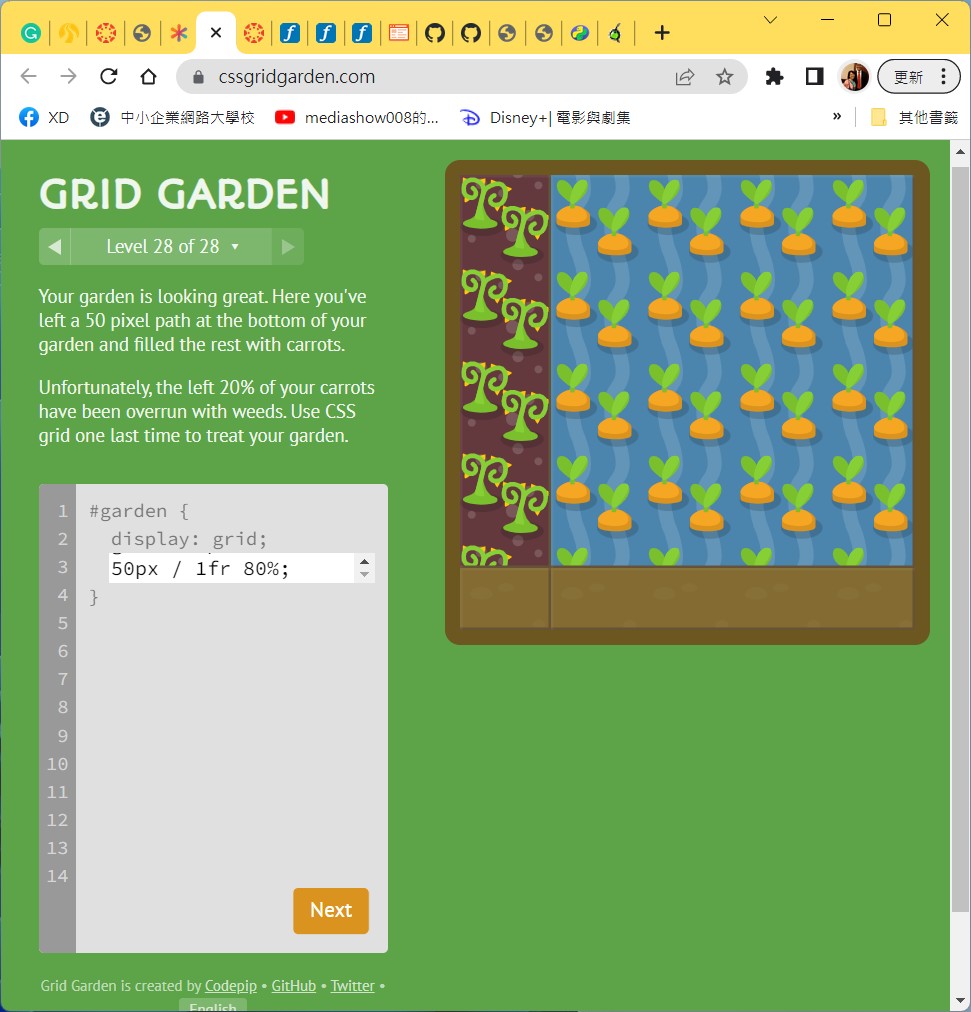 cssgridgarden.com
更新
XD
中小企業網路大學校
mediashow008的...
Disney+| 電影與劇集
»
其他書籤
GRID GARDEN
Level 28 of 28
Your garden is looking great. Here you've
left a 50 pixel path at the bottom of your
garden and filled the rest with carrots.
Unfortunately, the left 20% of your carrots
have been overrun with weeds. Use CSS
grid one last time to treat your garden.
1 #garden {
2 display: grid;
3 50px / 1fr 80%;
4 }
5
6
7
8
9
10
11
12
13
14
Next
Grid Garden is created by Codepip • GitHub • Twitter •
English